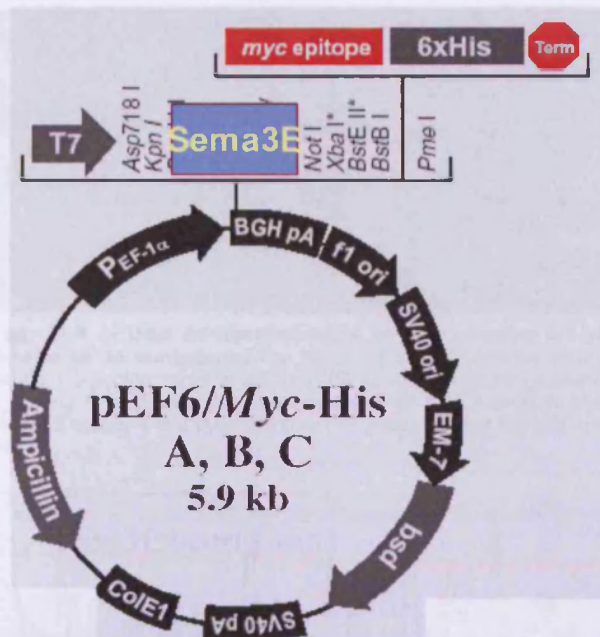 myc epitope 6xHis Term
T7 Asp718 I Kpn I Sema3E Not I Xba I* BstE II* BstB I Pme I
PEF-1α BGH pA f1 ori
SV40 ori
EM-7
bsd
SV40 pA
ColE1
Ampicillin
pEF6/Myc-His
A, B, C
5.9 kb